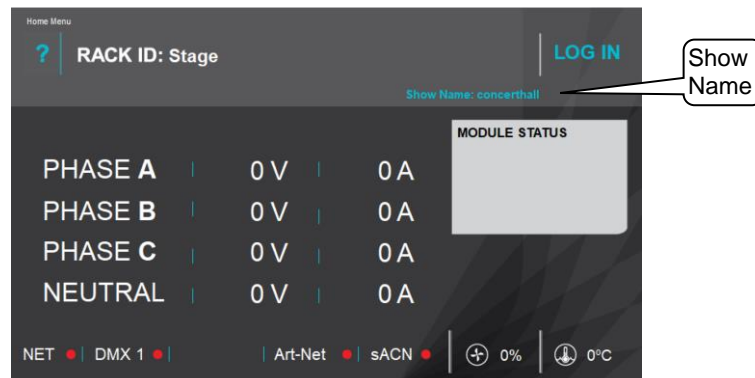 Home Menu
? RACK ID: Stage LOG IN
Show Name: concerthall
Show
Name
MODULE STATUS
PHASE A 0 V 0 A
PHASE B 0 V 0 A
PHASE C 0 V 0 A
NEUTRAL 0 V 0 A
NET DMX 1 Art-Net sACN 0% 0°C